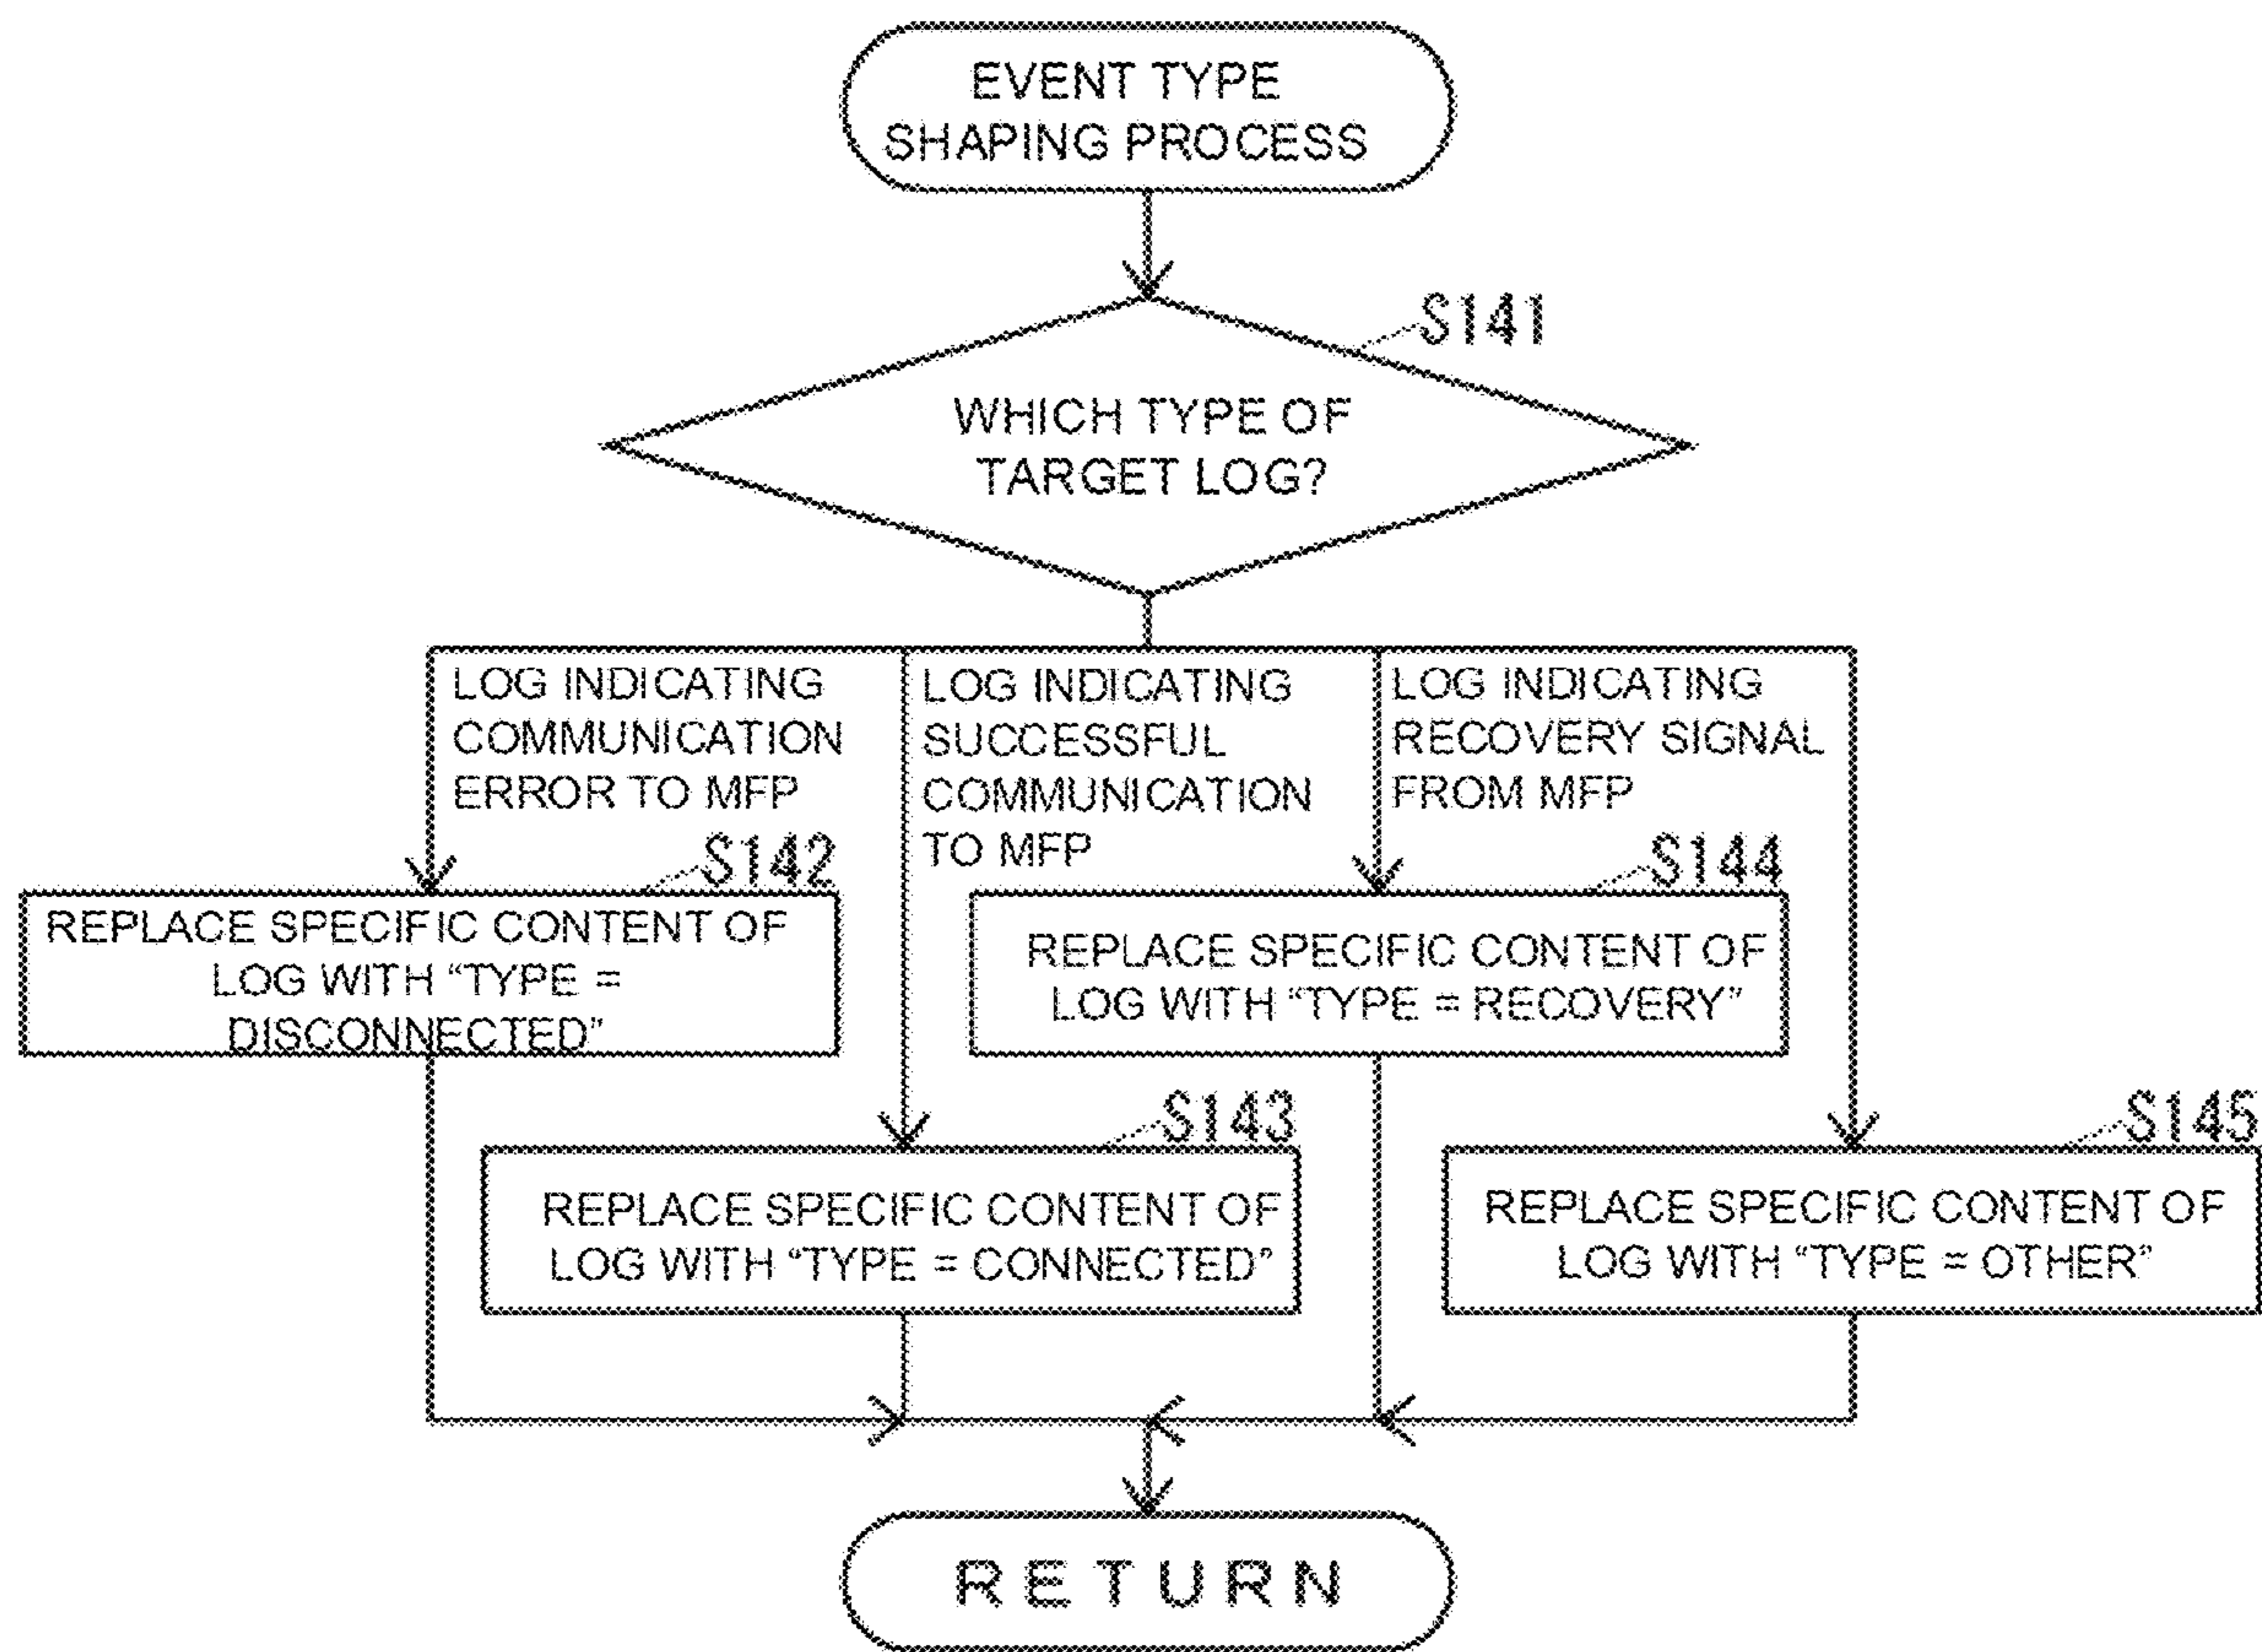 EVENT TYPE
SHAPING PROCESS
S141
WHICH TYPE OF
TARGET LOG?
LOG INDICATING
COMMUNICATION
ERROR TO MFP
LOG INDICATING
SUCCESSFUL
COMMUNICATION
TO MFP
LOG INDICATING
RECOVERY SIGNAL
FROM MFP
S142
REPLACE SPECIFIC CONTENT OF
LOG WITH “TYPE =
DISCONNECTED”
S144
REPLACE SPECIFIC CONTENT OF
LOG WITH “TYPE = RECOVERY”
S143
REPLACE SPECIFIC CONTENT OF
LOG WITH “TYPE = CONNECTED”
S145
REPLACE SPECIFIC CONTENT OF
LOG WITH “TYPE = OTHER”
RETURN